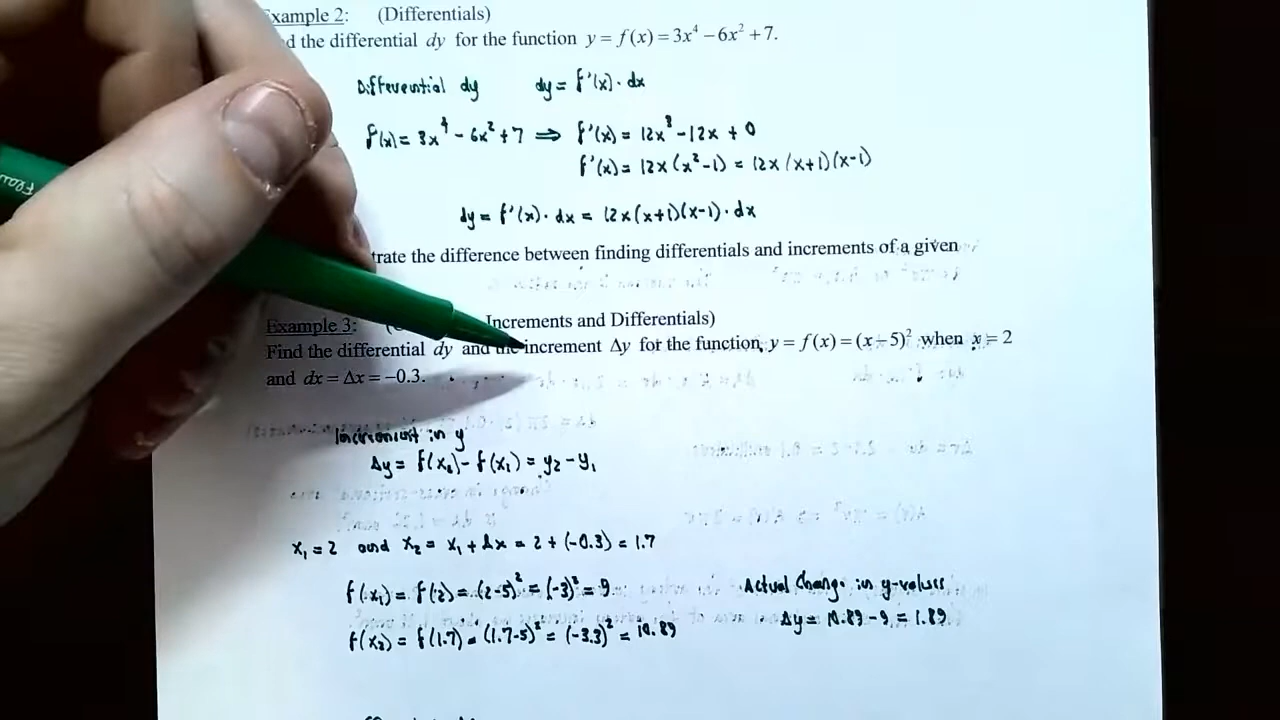 xample 2: (Differentials)
d the differential dy for the function y = f(x) = 3x⁴ − 6x² + 7.
Differential dy dy = f'(x) · dx
f(x) = 3x⁴ − 6x² + 7 ⟹ f'(x) = 12x³ − 12x + 0
f'(x) = 12x(x²−1) = 12x(x+1)(x−1)
dy = f'(x) · dx = 12x(x+1)(x−1) · dx
trate the difference between finding differentials and increments of a given
Example 3: Increments and Differentials)
Find the differential dy and the increment Δy for the function, y = f(x) = (x − 5)² when x = 2
and dx = Δx = −0.3.
Increment in y
Δy = f(x₂) − f(x₁) = y₂ − y₁
x₁ = 2 and x₂ = x₁ + Δx = 2 + (−0.3) = 1.7
f(x₁) = f(2) = (2−5)² = (−3)² = 9
Actual change in y-values
f(x₂) = f(1.7) = (1.7−5)² = (−3.3)² = 10.89
Δy = 10.89 − 9 = 1.89